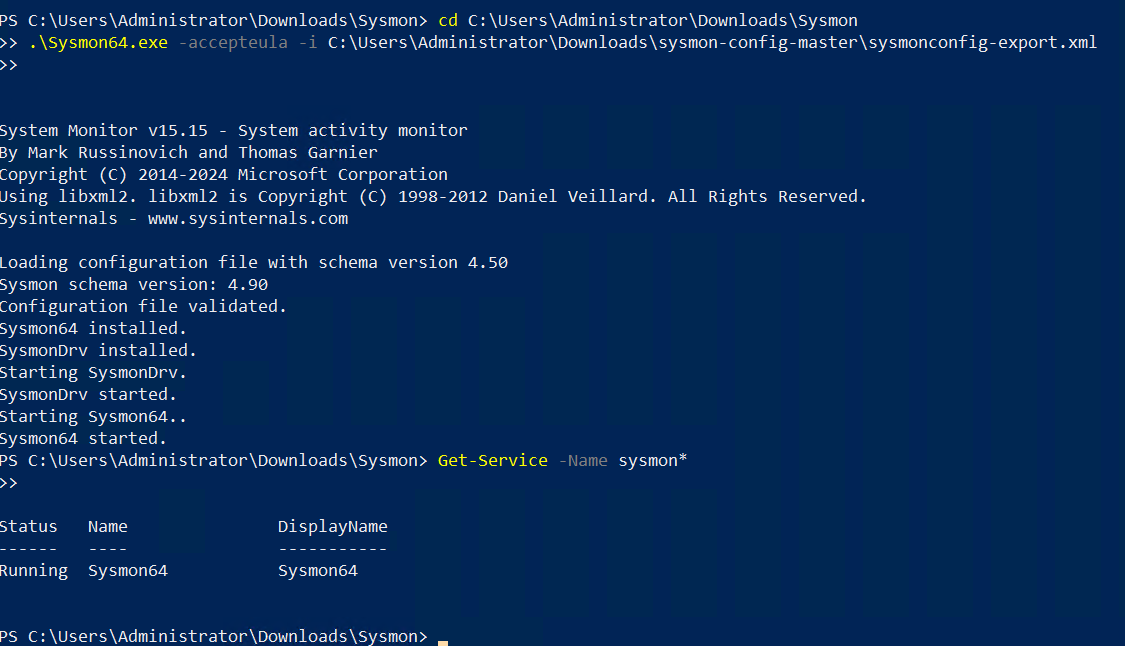 PS C:\Users\Administrator\Downloads\Sysmon> cd C:\Users\Administrator\Downloads\Sysmon
>> .\Sysmon64.exe -accepteula -i C:\Users\Administrator\Downloads\sysmon-config-master\sysmonconfig-export.xml
>>
System Monitor v15.15 - System activity monitor
By Mark Russinovich and Thomas Garnier
Copyright (C) 2014-2024 Microsoft Corporation
Using libxml2. libxml2 is Copyright (C) 1998-2012 Daniel Veillard. All Rights Reserved.
Sysinternals - www.sysinternals.com
Loading configuration file with schema version 4.50
Sysmon schema version: 4.90
Configuration file validated.
Sysmon64 installed.
SysmonDrv installed.
Starting SysmonDrv.
SysmonDrv started.
Starting Sysmon64..
Sysmon64 started.
PS C:\Users\Administrator\Downloads\Sysmon> Get-Service -Name sysmon*
>>
Status   Name               DisplayName
------   ----               -----------
Running  Sysmon64           Sysmon64
PS C:\Users\Administrator\Downloads\Sysmon>